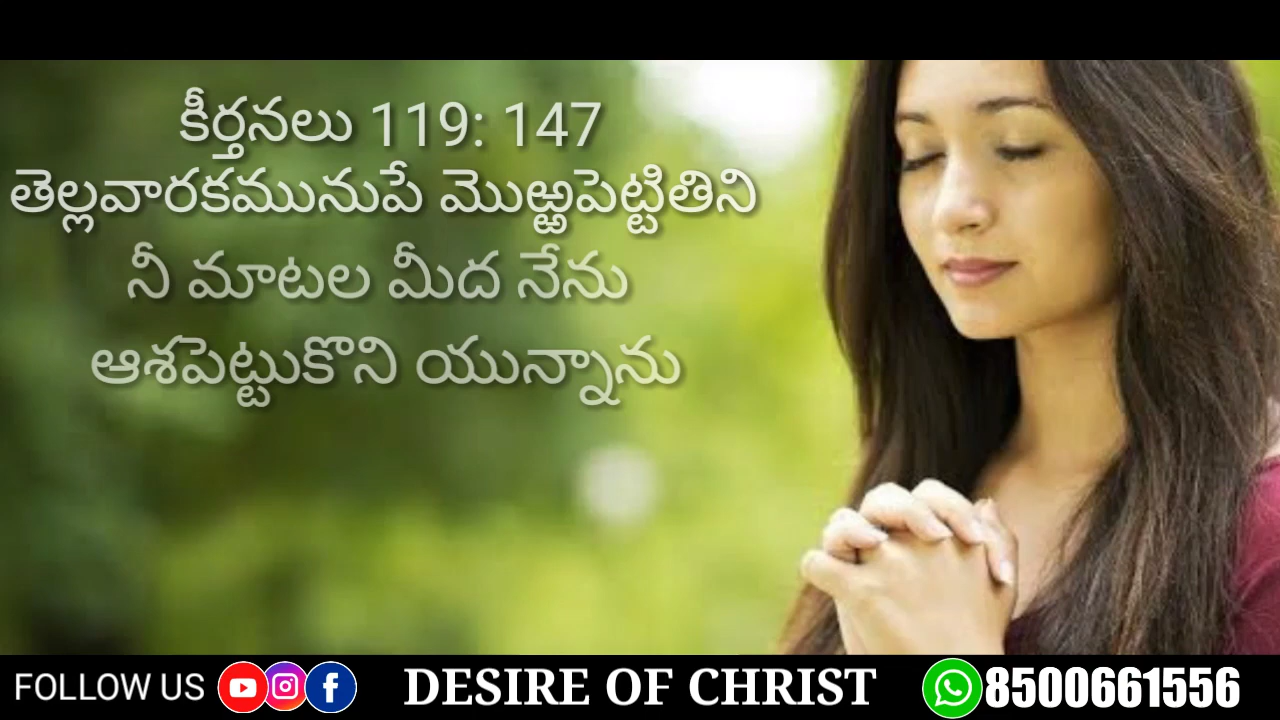 కీర్తనలు 119: 147
తెల్లవారకమునుపే మొఱ్ఱపెట్టితిని
నీ మాటల మీద నేను
ఆశపెట్టుకొని యున్నాను
FOLLOW US DESIRE OF CHRIST 8500661556